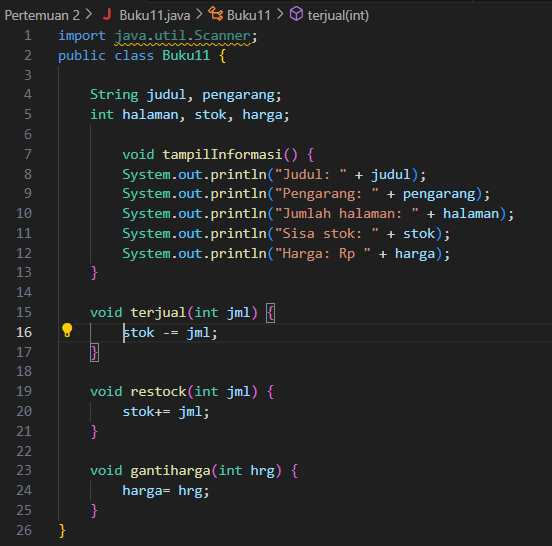 Pertemuan 2 > J Buku11.java > Buku11 > terjual(int)
1 import java.util.Scanner;
2 public class Buku11 {
3
4 String judul, pengarang;
5 int halaman, stok, harga;
6
7 void tampilInformasi() {
8 System.out.println("Judul: " + judul);
9 System.out.println("Pengarang: " + pengarang);
10 System.out.println("Jumlah halaman: " + halaman);
11 System.out.println("Sisa stok: " + stok);
12 System.out.println("Harga: Rp " + harga);
13 }
14
15 void terjual(int jml) {
16 stok -= jml;
17 }
18
19 void restock(int jml) {
20 stok+= jml;
21 }
22
23 void gantiharga(int hrg) {
24 harga= hrg;
25 }
26 }